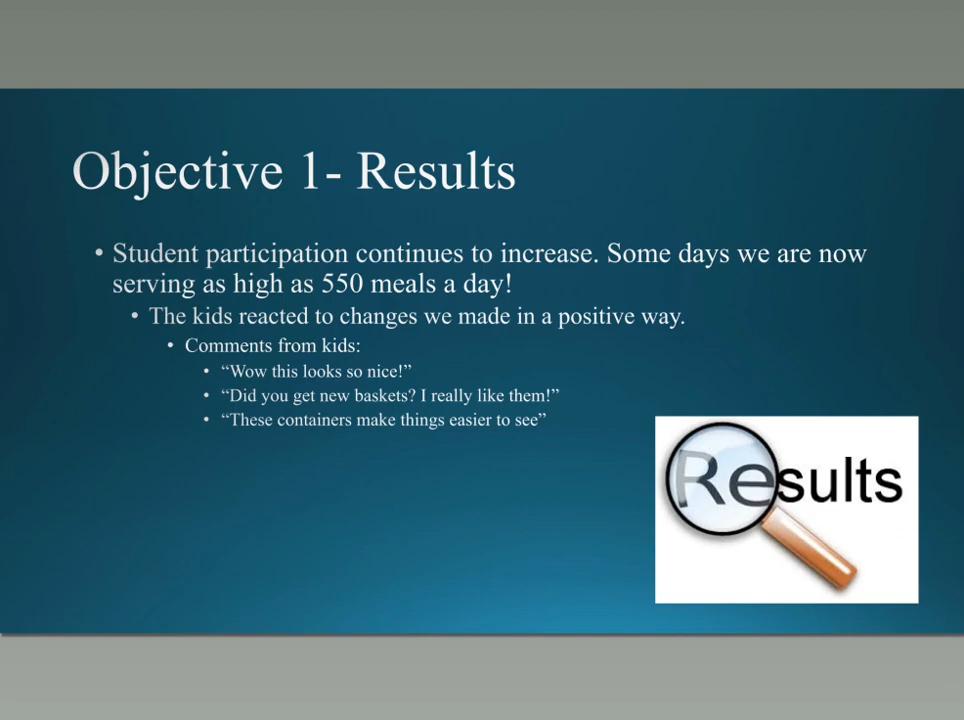 Objective 1- Results
• Student participation continues to increase. Some days we are now
serving as high as 550 meals a day!
• The kids reacted to changes we made in a positive way.
• Comments from kids:
• “Wow this looks so nice!”
• “Did you get new baskets? I really like them!”
• “These containers make things easier to see”
Results